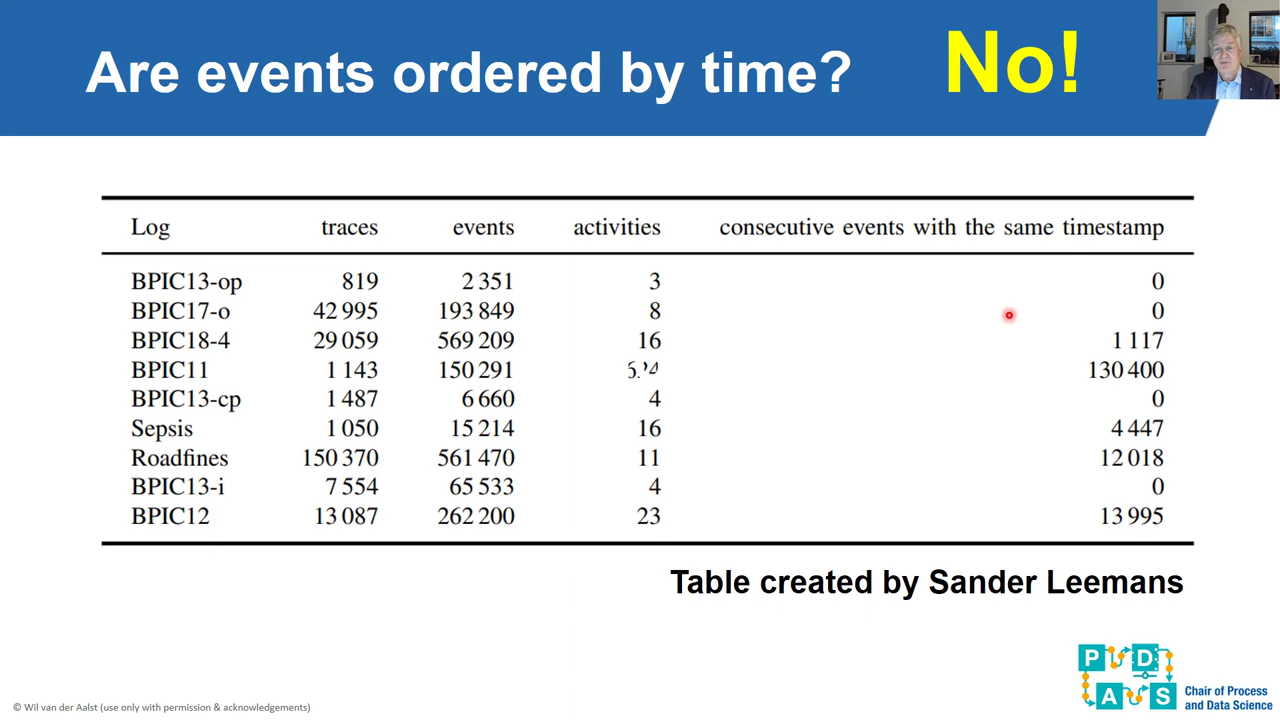 Are events ordered by time? No!
Log traces events activities consecutive events with the same timestamp
BPIC13-op 819 2 351 3 0
BPIC17-o 42 995 193 849 8 0
BPIC18-4 29 059 569 209 16 1 117
BPIC11 1 143 150 291 130 400
BPIC13-cp 1 487 6 660 4 0
Sepsis 1 050 15 214 16 4 447
Roadfines 150 370 561 470 11 12 018
BPIC13-i 7 554 65 533 4 0
BPIC12 13 087 262 200 23 13 995
Table created by Sander Leemans
P D
A S
Chair of Process
and Data Science
© Wil van der Aalst (use only with permission & acknowledgements)